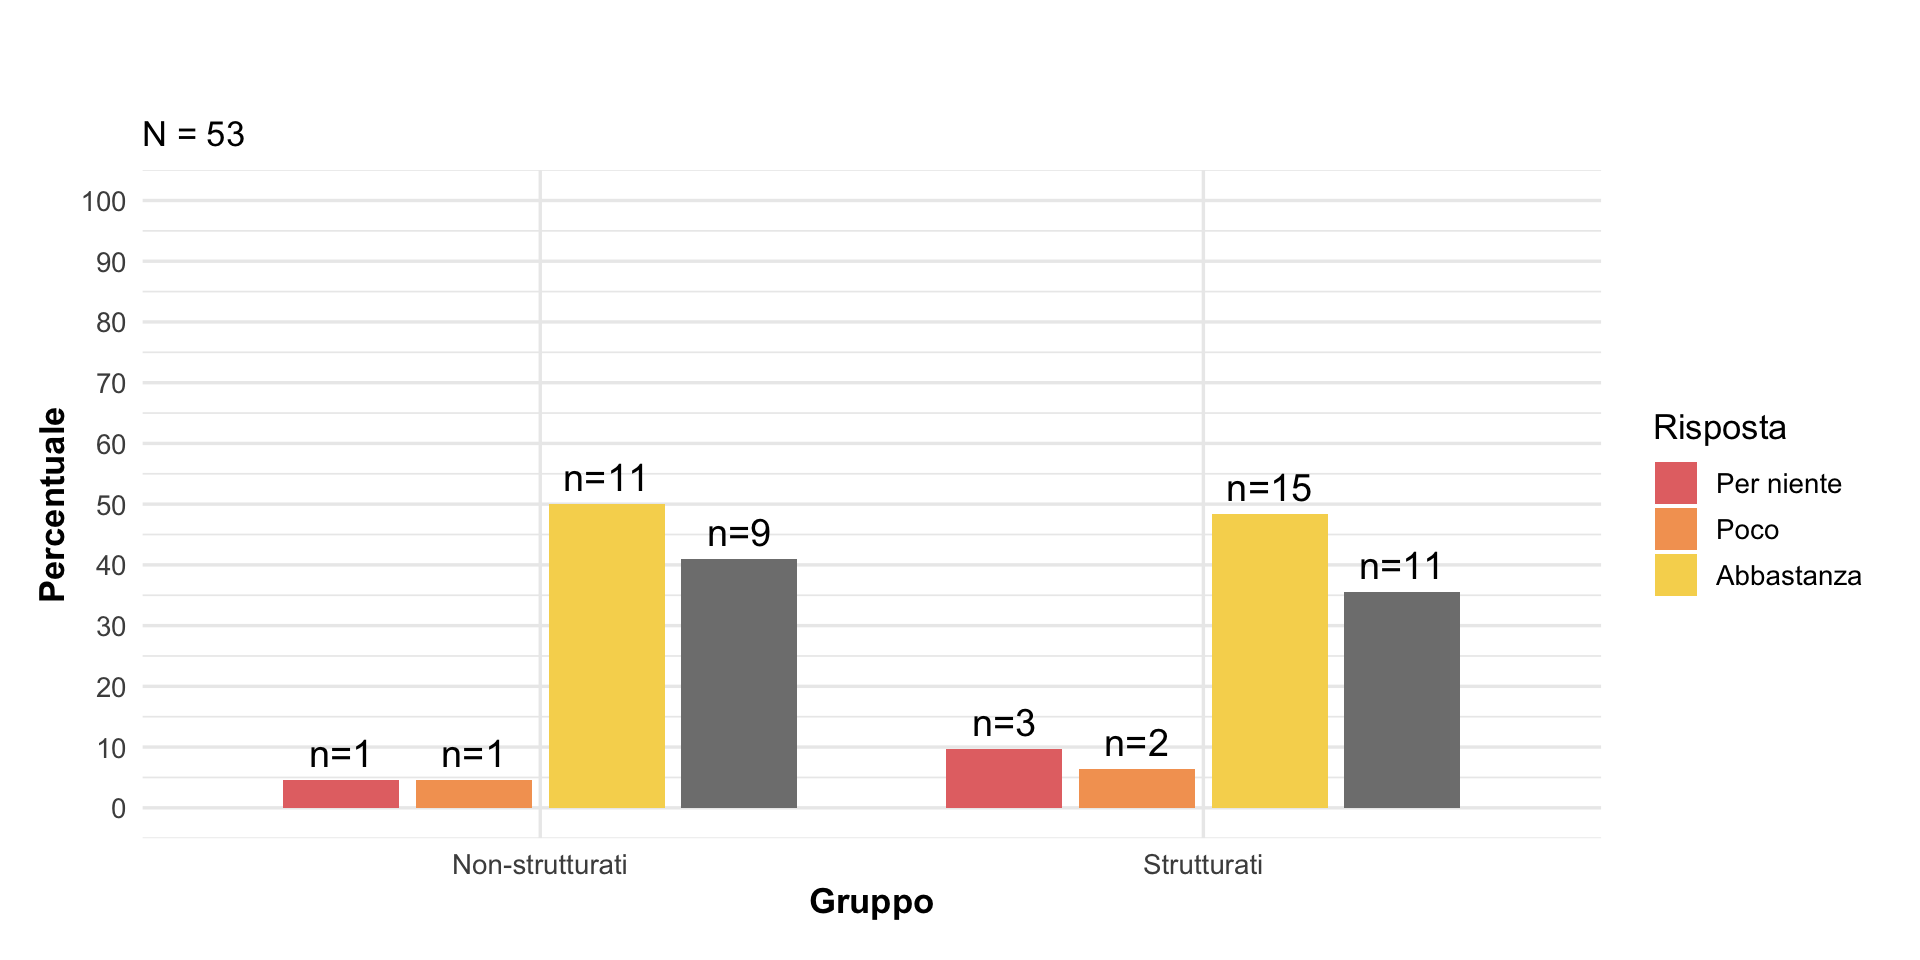 N = 53
100
90
80
70
60
50
40
30
20
10
0
Percentuale
n=1
n=1
n=11
n=9
n=3
n=2
n=15
n=11
Non-strutturati
Strutturati
Gruppo
Risposta
Per niente
Poco
Abbastanza